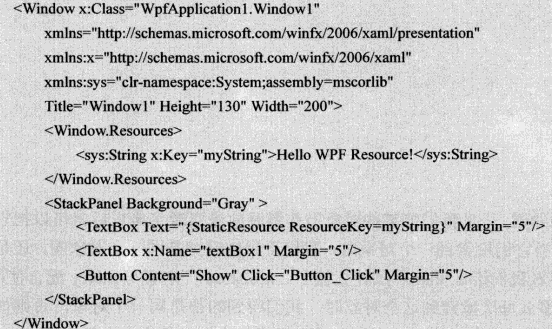 <Window x:Class="WpfApplication1.Window1"
xmlns="http://schemas.microsoft.com/winfx/2006/xaml/presentation"
xmlns:x="http://schemas.microsoft.com/winfx/2006/xaml"
xmlns:sys="clr-namespace:System;assembly=mscorlib"
Title="Window1" Height="130" Width="200">
<Window.Resources>
<sys:String x:Key="myString">Hello WPF Resource!</sys:String>
</Window.Resources>
<StackPanel Background="Gray" >
<TextBox Text="{StaticResource ResourceKey=myString}" Margin="5"/>
<TextBox x:Name="textBox1" Margin="5"/>
<Button Content="Show" Click="Button_Click" Margin="5"/>
</StackPanel>
</Window>